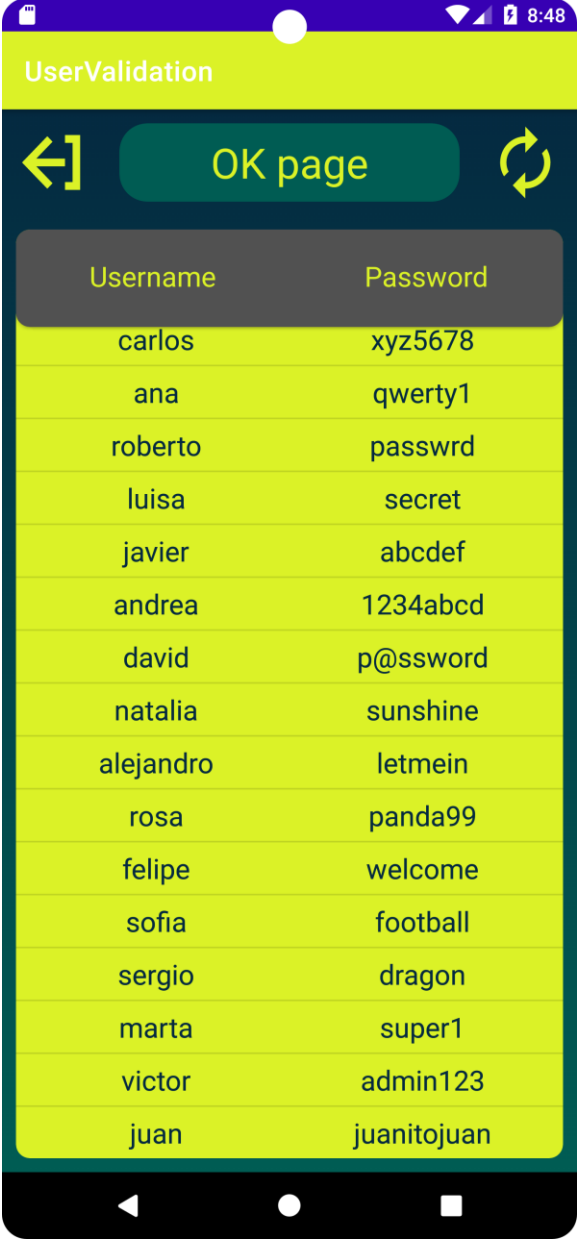 8:48
UserValidation
OK page
Username Password
carlos xyz5678
ana qwerty1
roberto passwrd
luisa secret
javier abcdef
andrea 1234abcd
david p@ssword
natalia sunshine
alejandro letmein
rosa panda99
felipe welcome
sofia football
sergio dragon
marta super1
victor admin123
juan juanitojuan